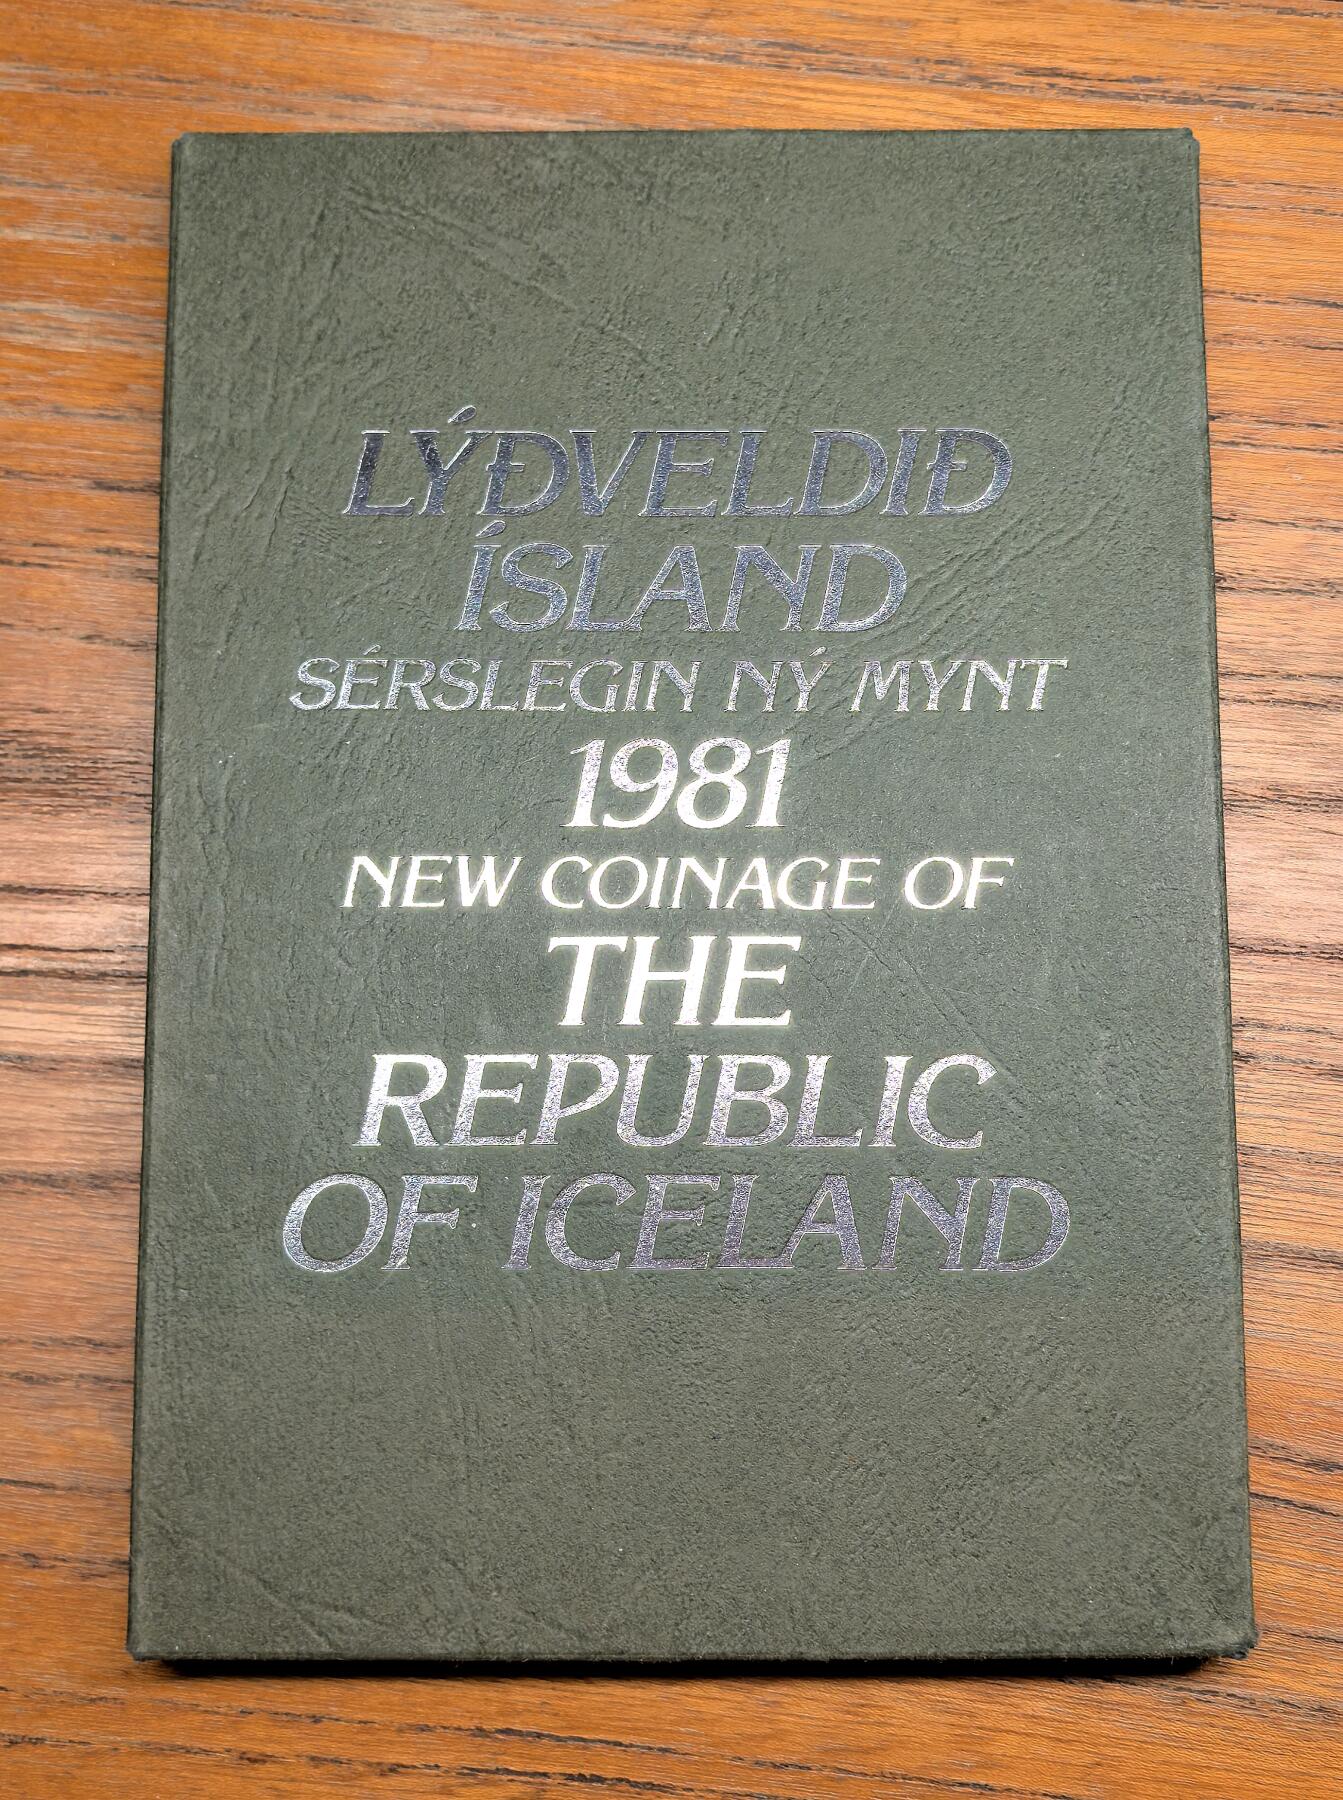 LÝÐVELDIÐ
ÍSLAND
SÉRSLEGIN NÝ MYNT
1981
NEW COINAGE OF
THE
REPUBLIC
OF ICELAND